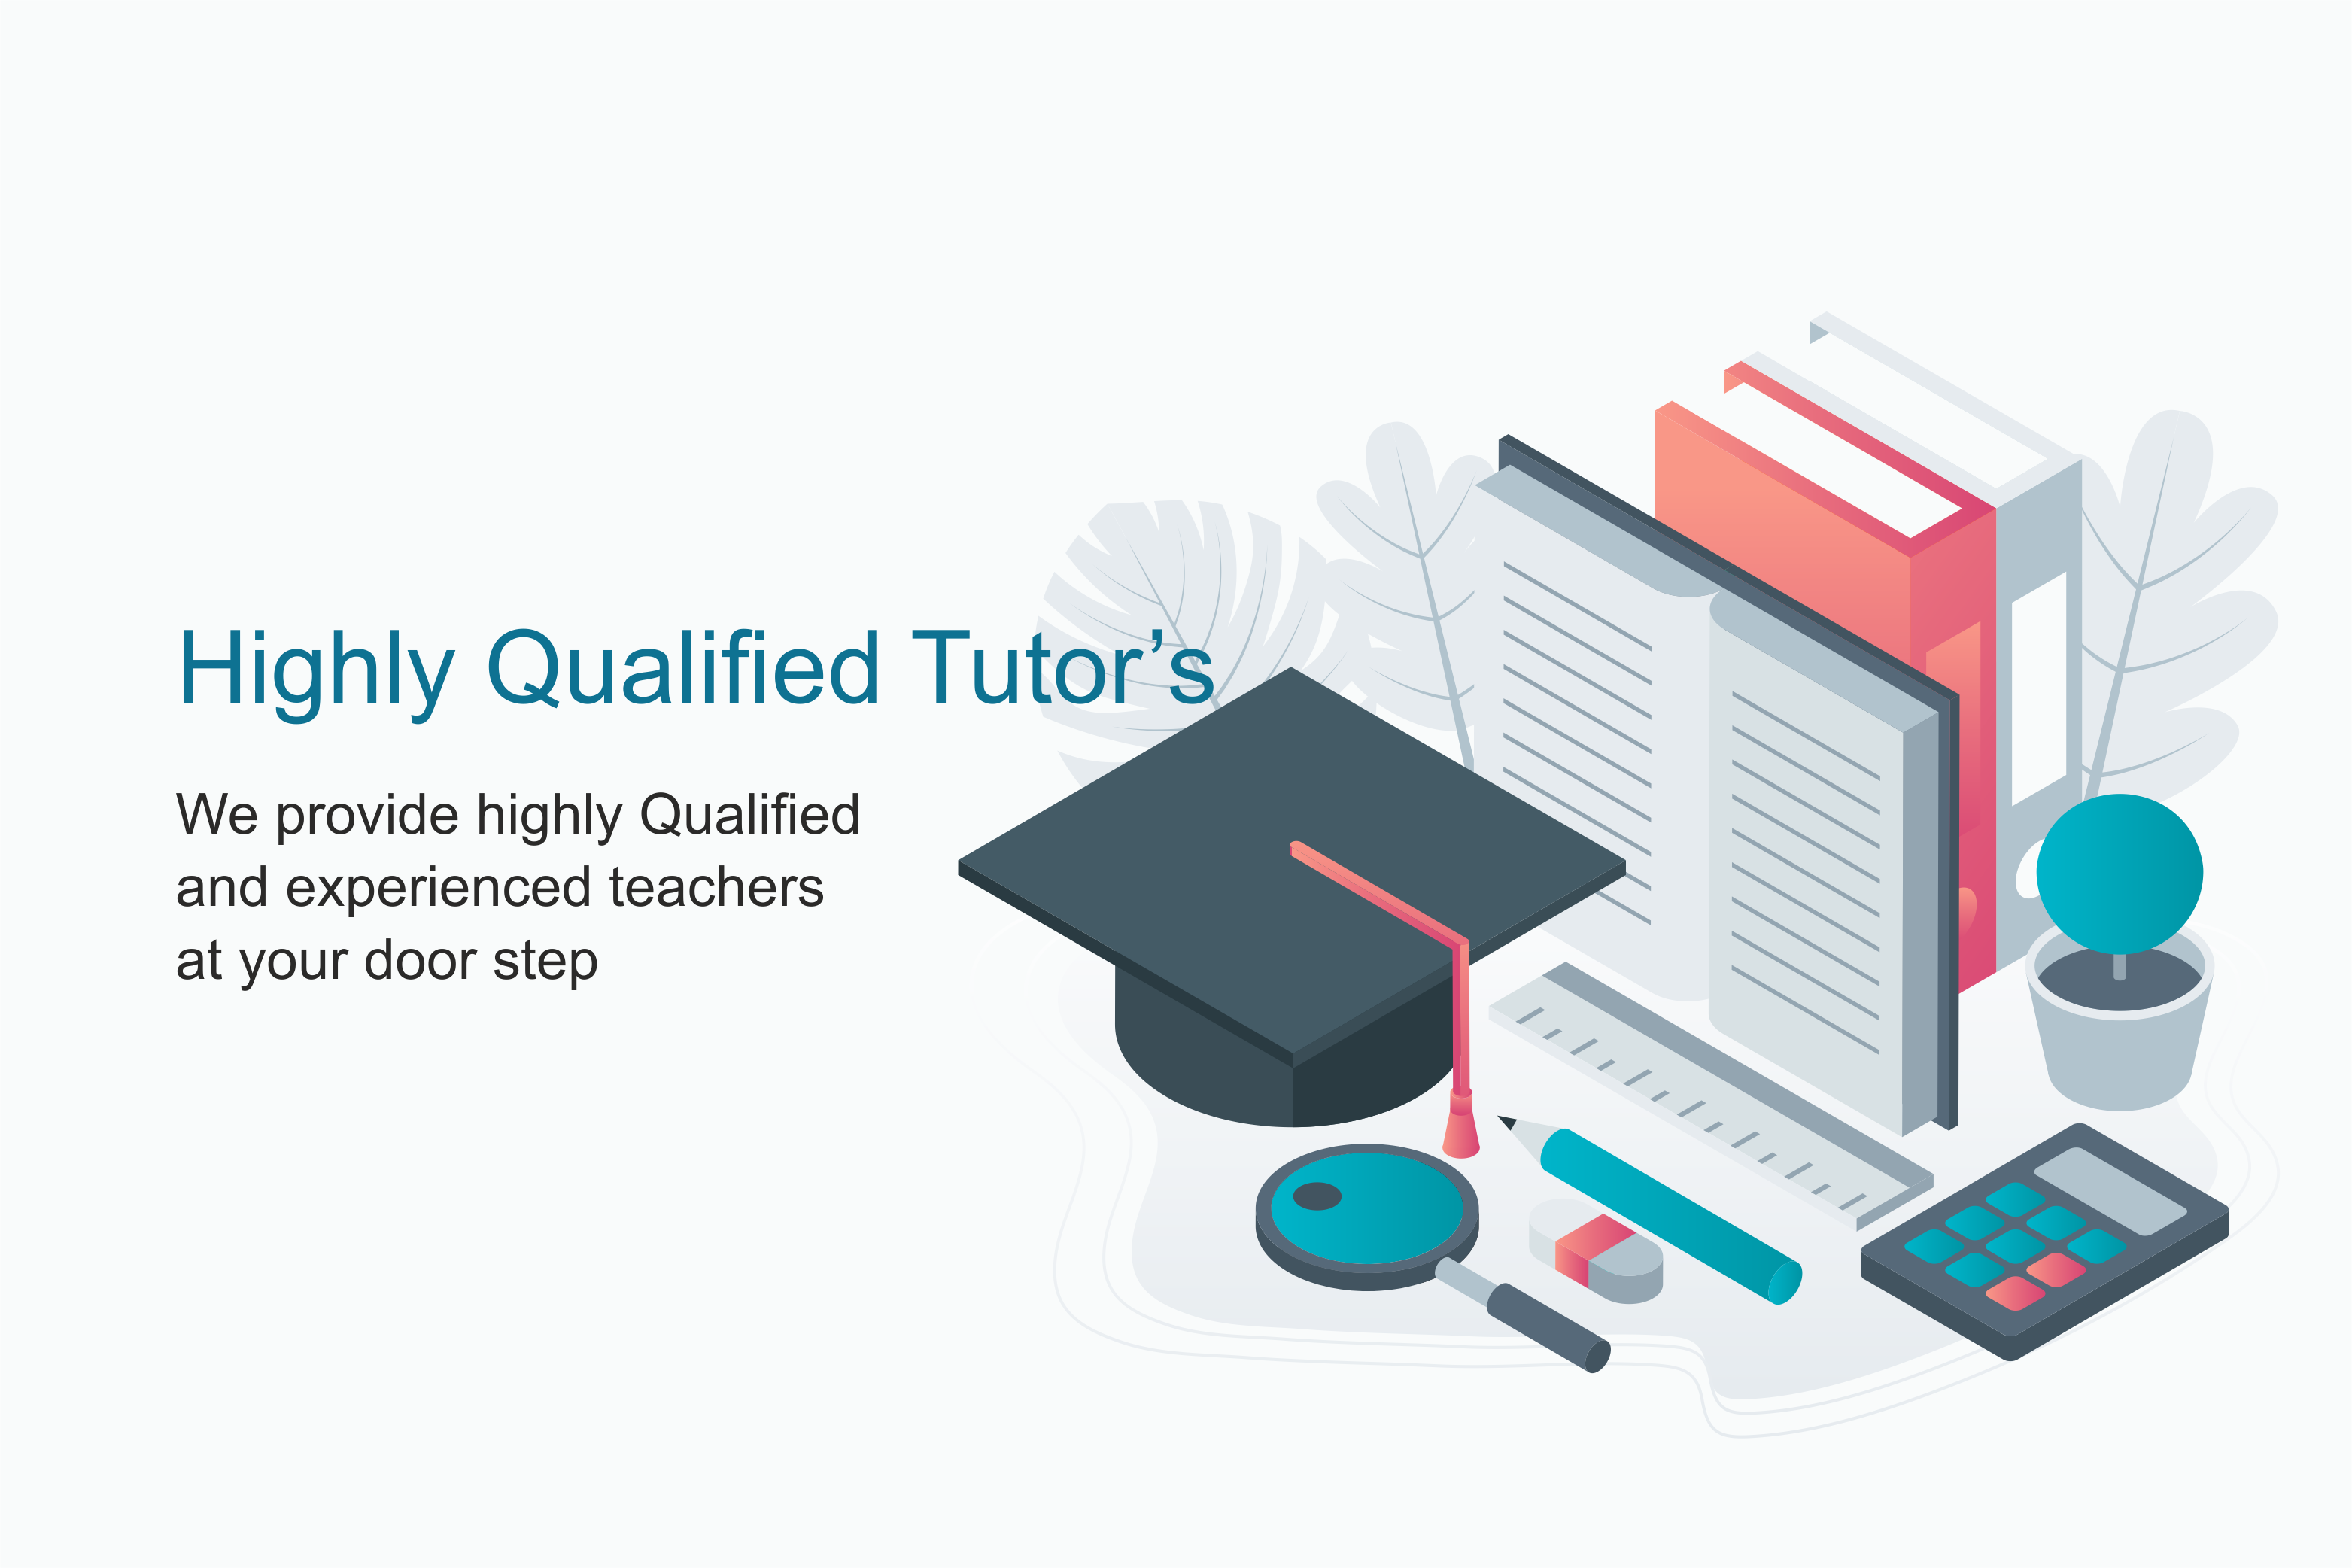 Highly Qualified Tutor’s
We provide highly Qualified
and experienced teachers
at your door step